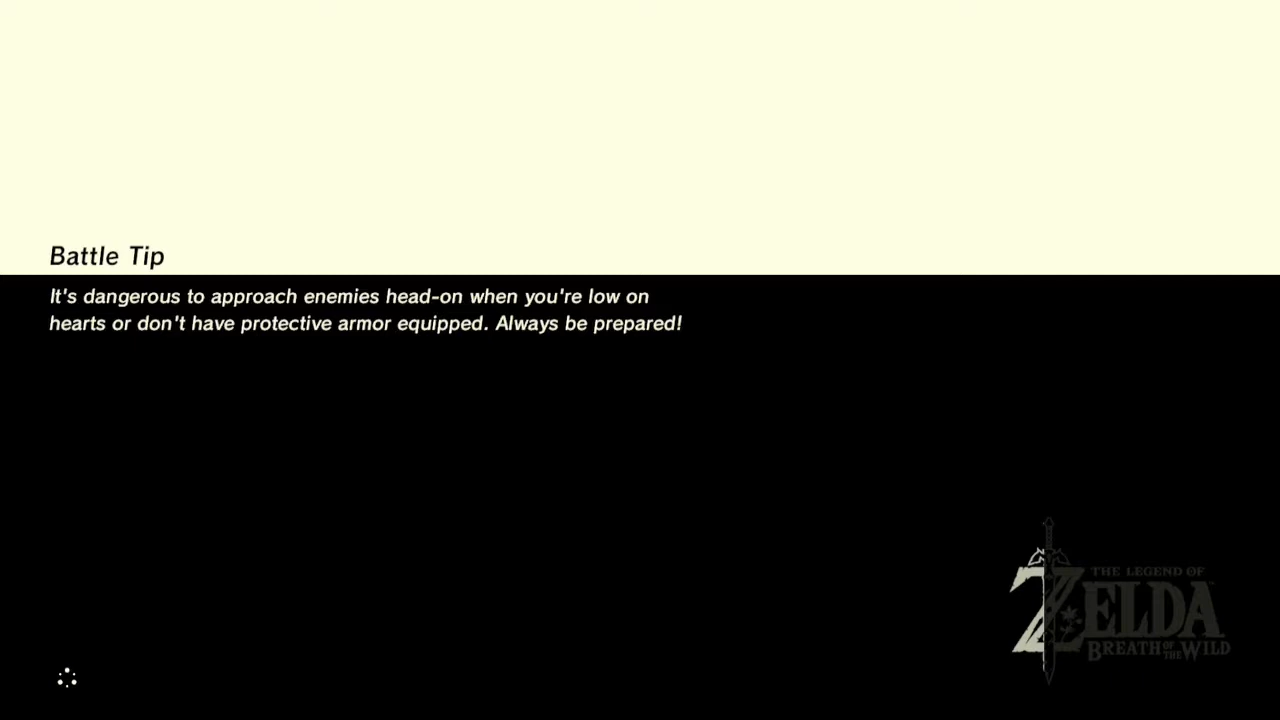 Battle Tip
It's dangerous to approach enemies head-on when you're low on
hearts or don't have protective armor equipped. Always be prepared!
THE LEGEND OF
ZELDA
BREATH OF THE WILD